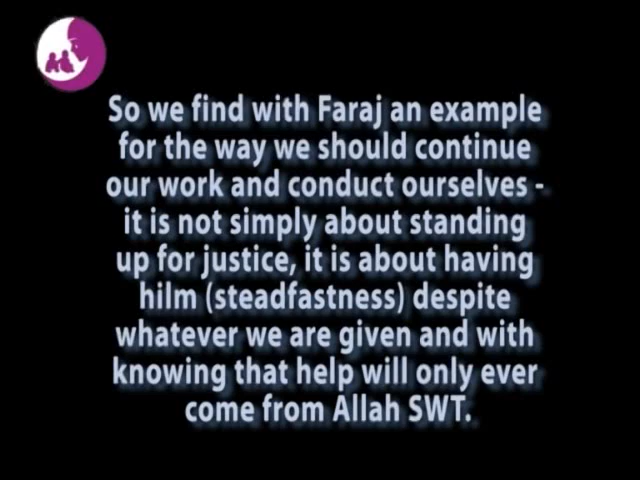 So we find with Faraj an example
for the way we should continue
our work and conduct ourselves -
it is not simply about standing
up for justice, it is about having
hilm (steadfastness) despite
whatever we are given and with
knowing that help will only ever
come from Allah SWT.